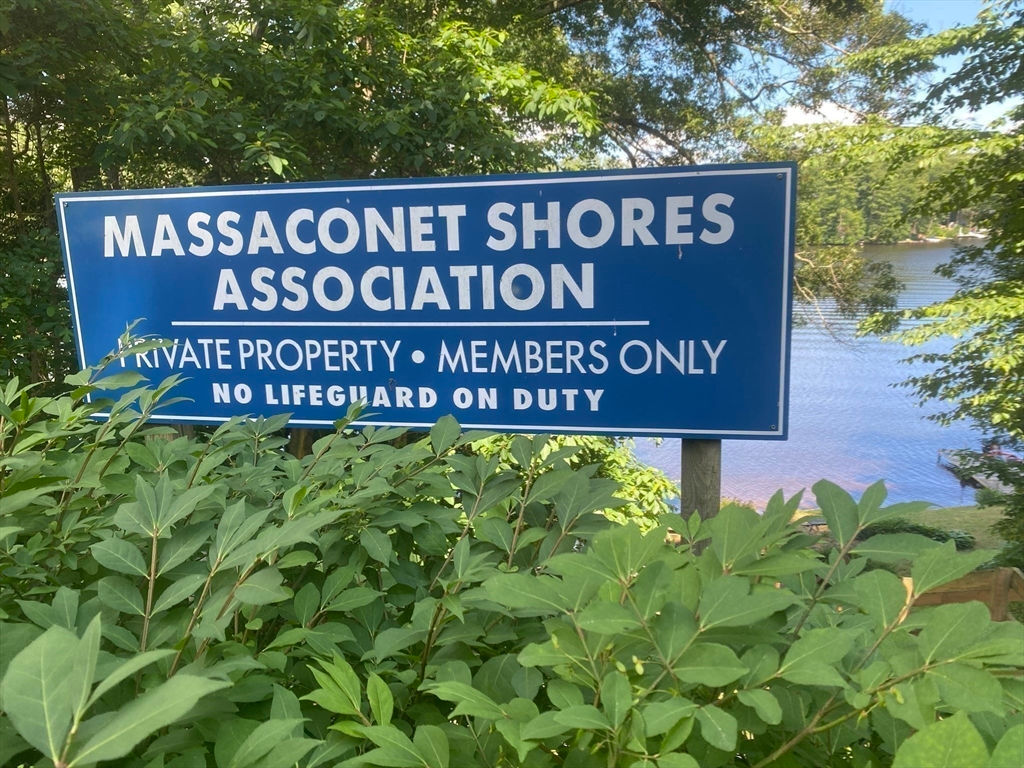 MASSACONET SHORES
ASSOCIATION
PRIVATE PROPERTY • MEMBERS ONLY
NO LIFEGUARD ON DUTY